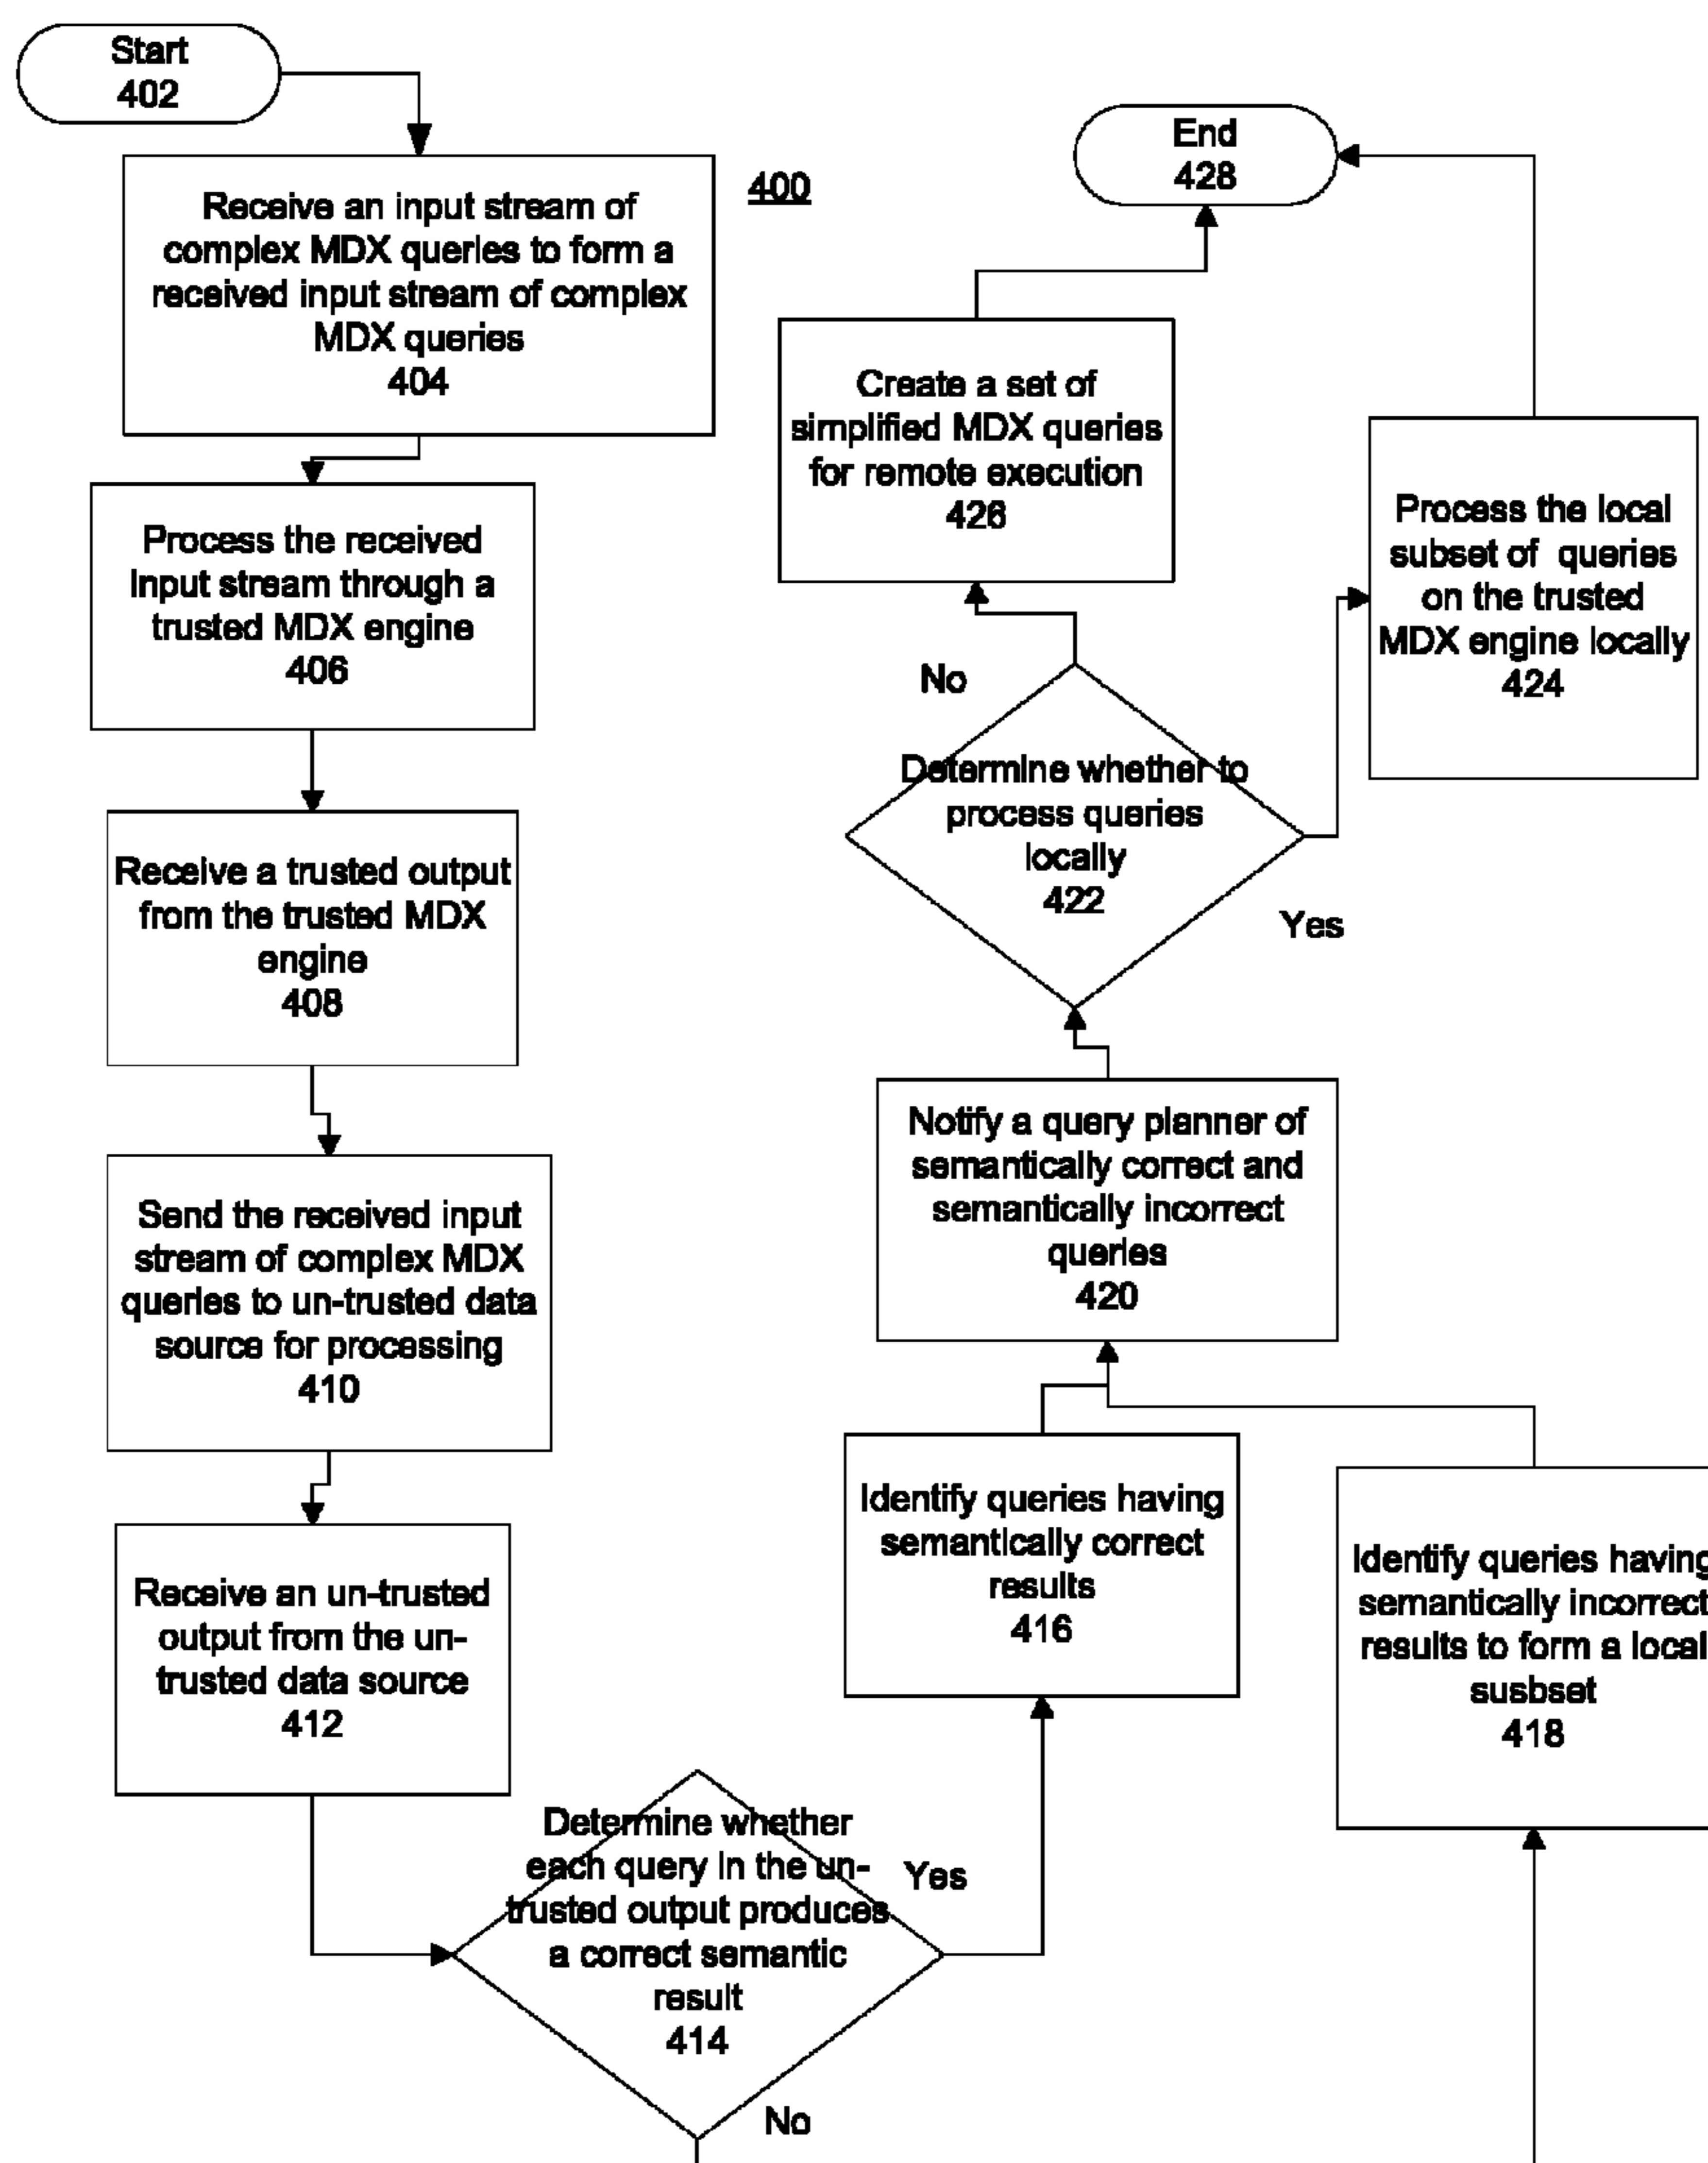 Start
402
400
Receive an input stream of
complex MDX queries to form a
received input stream of complex
MDX queries
404
Process the received
input stream through a
trusted MDX engine
406
Receive a trusted output
from the trusted MDX
engine
408
Send the received input
stream of complex MDX
queries to un-trusted data
source for processing
410
Receive an un-trusted
output from the un-
trusted data source
412
Determine whether
each query in the un-
trusted output produces
a correct semantic
result
414
Yes
No
Identify queries having
semantically correct
results
416
Identify queries having
semantically incorrect
results to form a local
susbset
418
Notify a query planner of
semantically correct and
semantically incorrect
queries
420
Determine whether to
process queries
locally
422
No
Yes
Process the local
subset of queries
on the trusted
MDX engine locally
424
Create a set of
simplified MDX queries
for remote execution
426
End
428